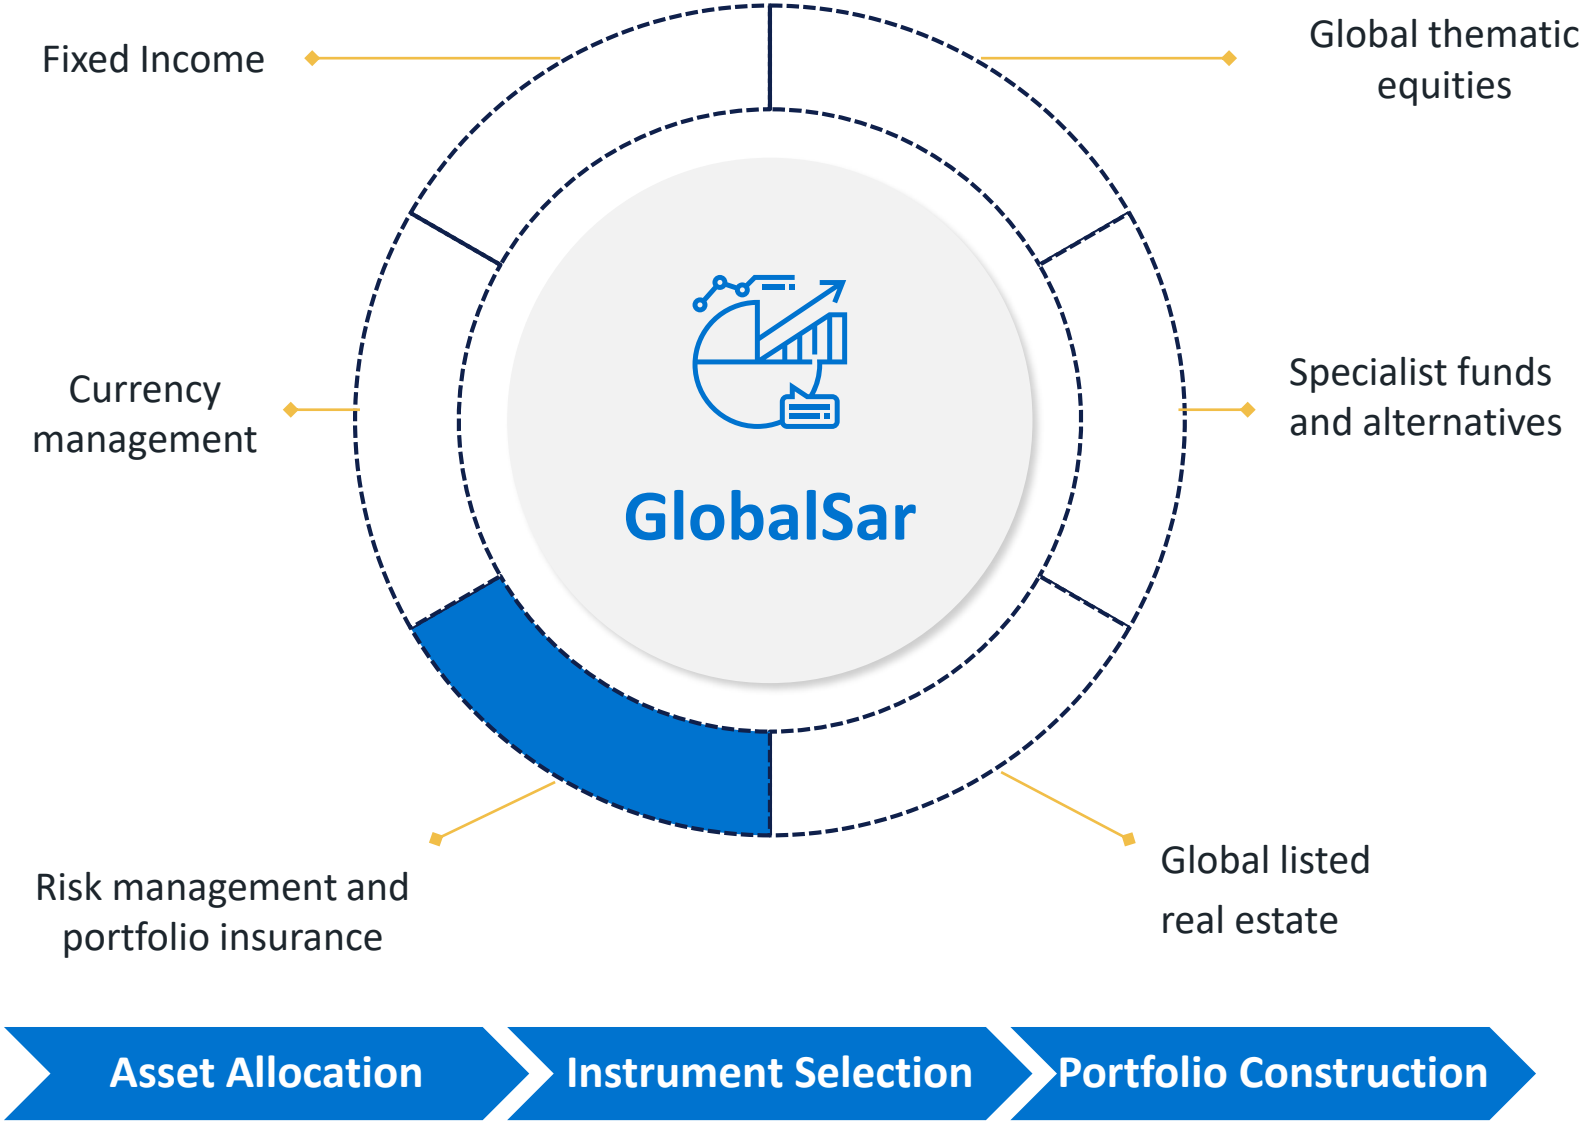 Fixed Income
Global thematic
equities
Currency
management
Specialist funds
and alternatives
GlobalSar
Risk management and
portfolio insurance
Global listed
real estate
Asset Allocation
Instrument Selection
Portfolio Construction